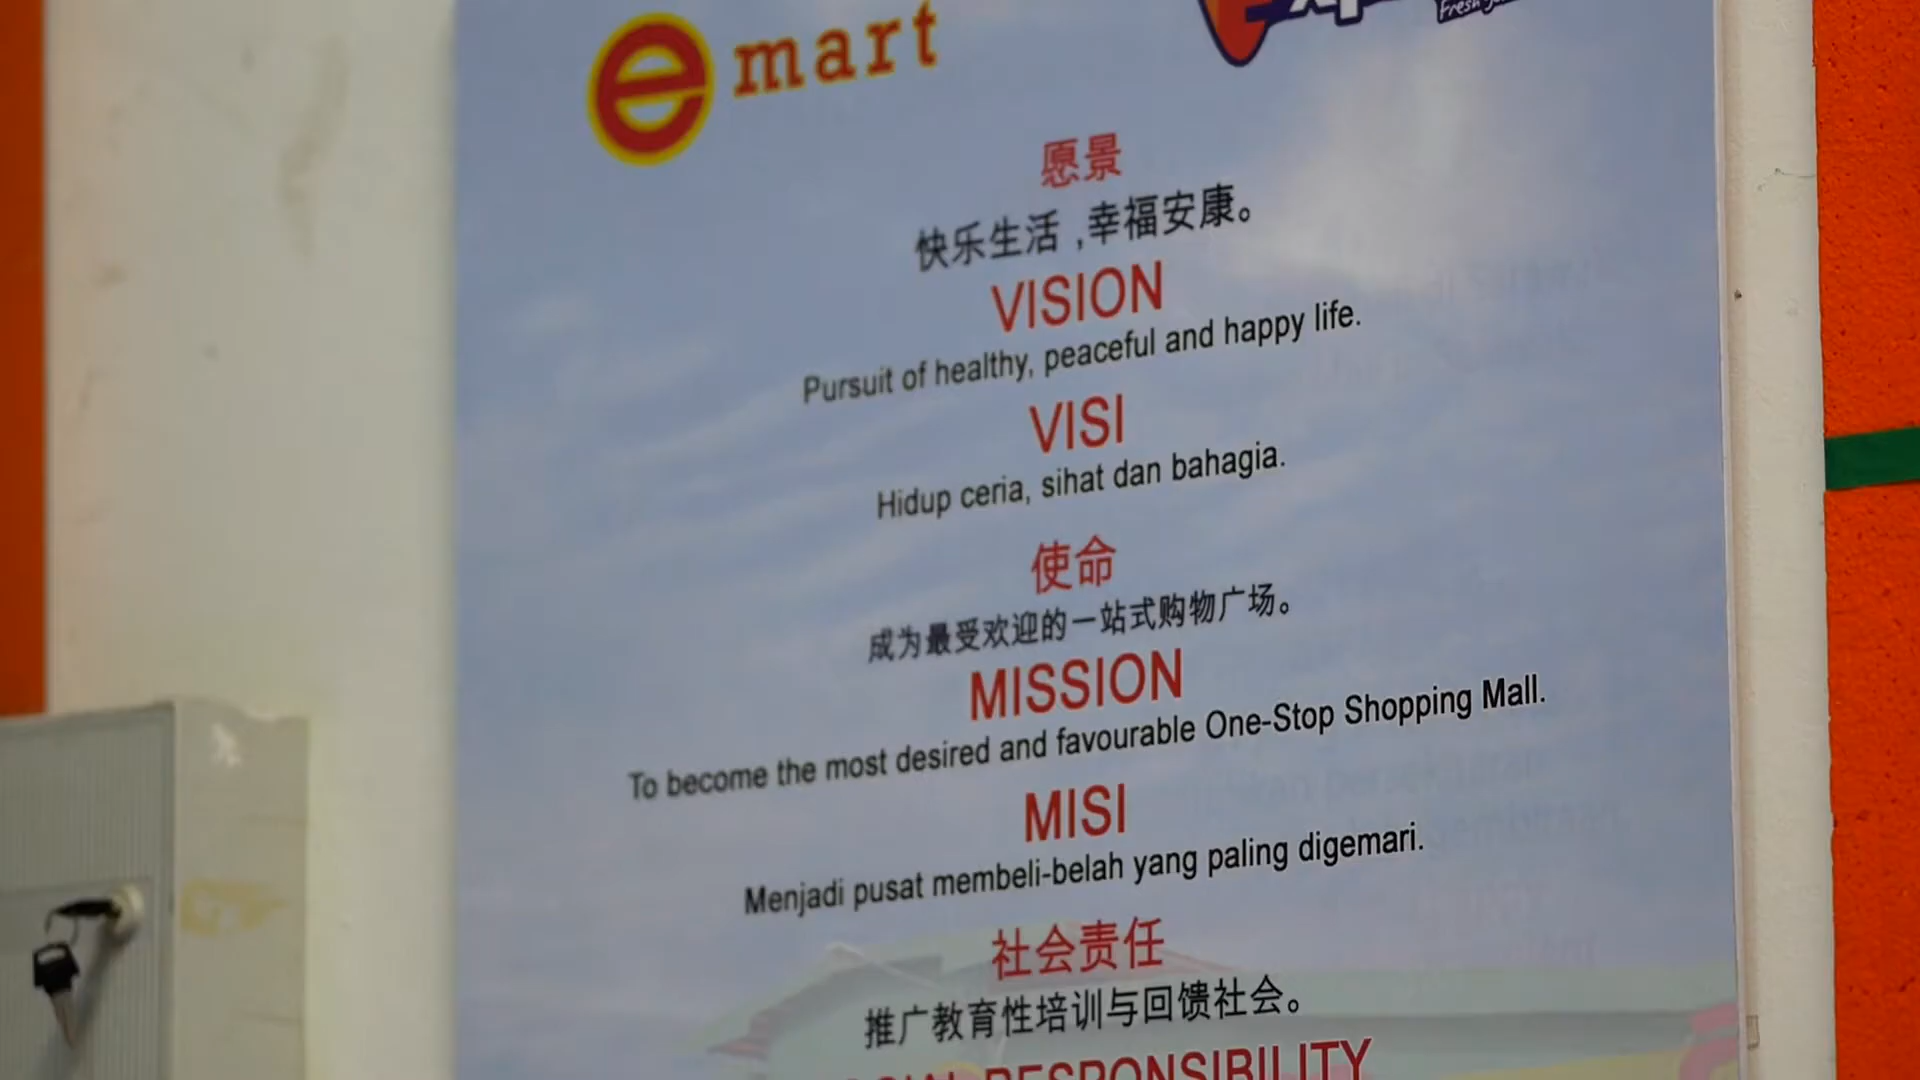 e mart
Fresh
愿景
快乐生活 ,幸福安康。
VISION
Pursuit of healthy, peaceful and happy life.
VISI
Hidup ceria, sihat dan bahagia.
使命
成为最受欢迎的一站式购物广场。
MISSION
To become the most desired and favourable One-Stop Shopping Mall.
MISI
Menjadi pusat membeli-belah yang paling digemari.
社会责任
推广教育性培训与回馈社会。
RESPONSIBILITY